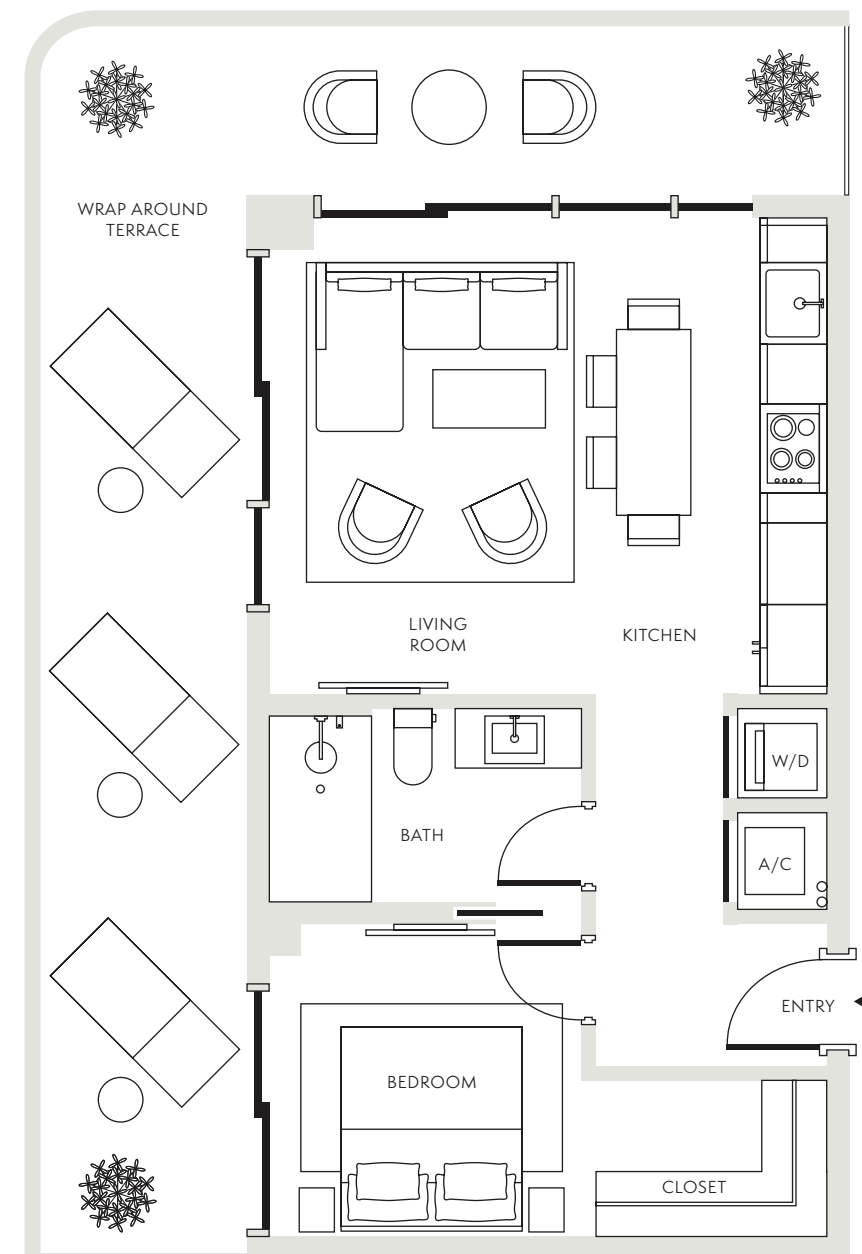 WRAP AROUND
TERRACE
LIVING
ROOM
KITCHEN
W/D
BATH
A/C
ENTRY
BEDROOM
CLOSET